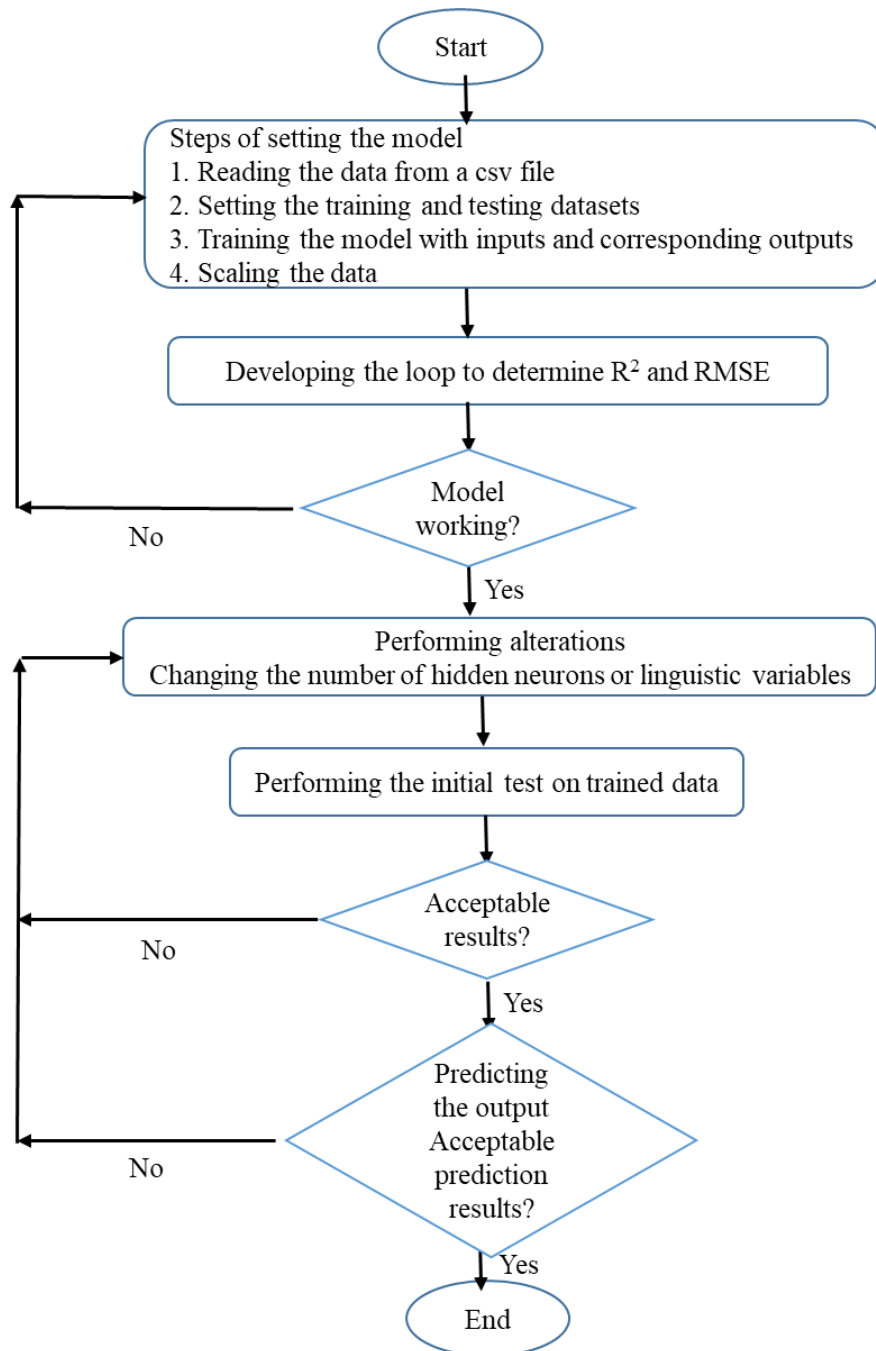 Start
Steps of setting the model
1. Reading the data from a csv file
2. Setting the training and testing datasets
3. Training the model with inputs and corresponding outputs
4. Scaling the data
Developing the loop to determine R² and RMSE
Model
working?
No
Yes
Performing alterations
Changing the number of hidden neurons or linguistic variables
Performing the initial test on trained data
Acceptable
results?
No
Yes
Predicting
the output
Acceptable
prediction
results?
No
Yes
End